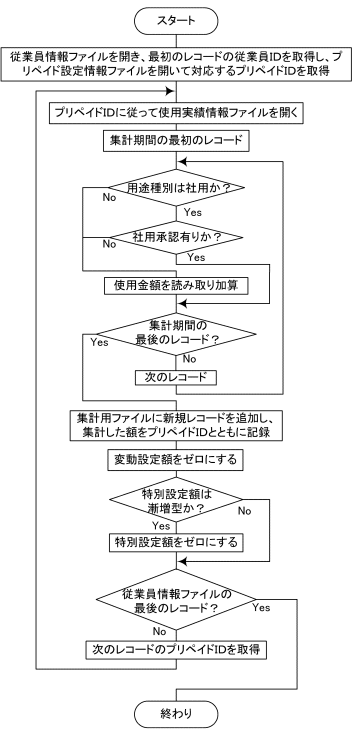 スタート
従業員情報ファイルを開き、最初のレコードの従業員IDを取得し、プ
リペイド設定情報ファイルを開いて対応するプリペイドIDを取得
プリペイドIDに従って使用実績情報ファイルを開く
集計期間の最初のレコード
用途種別は社用か?
No
Yes
社用承認有りか?
No
Yes
使用金額を読み取り加算
集計期間の
最後のレコード?
Yes
No
次のレコード
集計用ファイルに新規レコードを追加し、
集計した額をプリペイドIDとともに記録
変動設定額をゼロにする
特別設定額は
漸増型か?
No
Yes
特別設定額をゼロにする
従業員情報ファイルの
最後のレコード?
Yes
No
次のレコードのプリペイドIDを取得
終わり